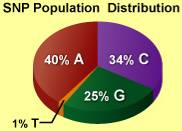 SNP Population Distribution
40% A
34% C
25% G
1% T